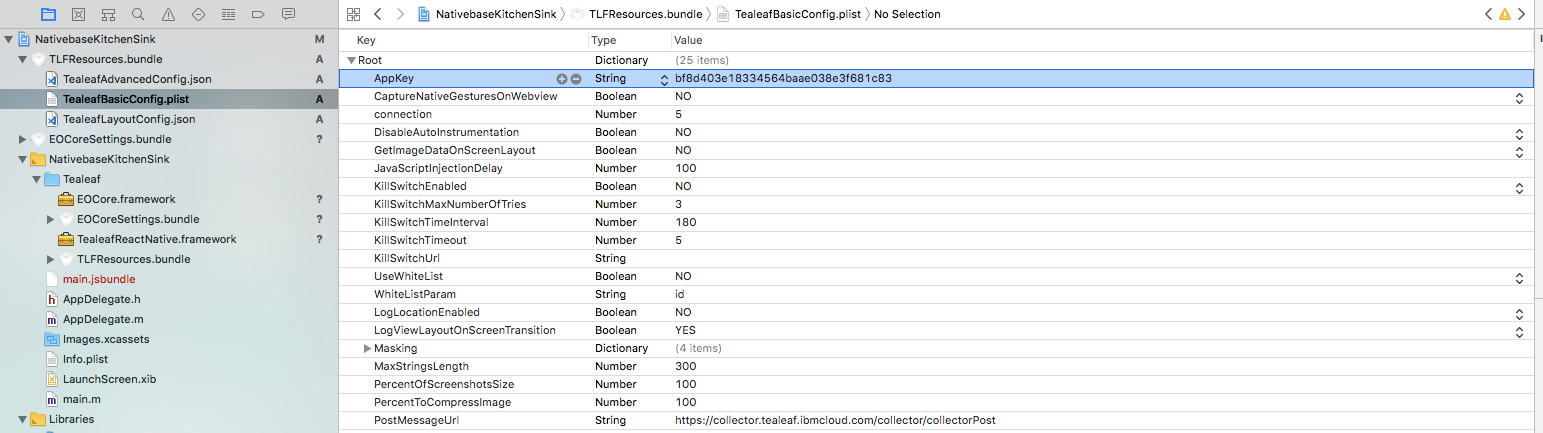 NativebaseKitchenSink M
TLFResources.bundle A
TealeafAdvancedConfig.json A
TealeafBasicConfig.plist A
TealeafLayoutConfig.json A
EOCoreSettings.bundle ?
NativebaseKitchenSink
Tealeaf
EOCore.framework ?
EOCoreSettings.bundle ?
TealeafReactNative.framework ?
TLFResources.bundle
main.jsbundle
AppDelegate.h
AppDelegate.m
Images.xcassets
Info.plist
LaunchScreen.xib
main.m
Libraries
NativebaseKitchenSink TLFResources.bundle TealeafBasicConfig.plist No Selection
Key Type Value
Root Dictionary (25 items)
AppKey String bf8d403e18334564baae038e3f681c83
CaptureNativeGesturesOnWebview Boolean NO
connection Number 5
DisableAutoInstrumentation Boolean NO
GetImageDataOnScreenLayout Boolean NO
JavaScriptInjectionDelay Number 100
KillSwitchEnabled Boolean NO
KillSwitchMaxNumberOfTries Number 3
KillSwitchTimeInterval Number 180
KillSwitchTimeout Number 5
KillSwitchUrl String
UseWhiteList Boolean NO
WhiteListParam String id
LogLocationEnabled Boolean NO
LogViewLayoutOnScreenTransition Boolean YES
Masking Dictionary (4 items)
MaxStringsLength Number 300
PercentOfScreenshotsSize Number 100
PercentToCompressImage Number 100
PostMessageUrl String https://collector.tealeaf.ibmcloud.com/collector/collectorPost